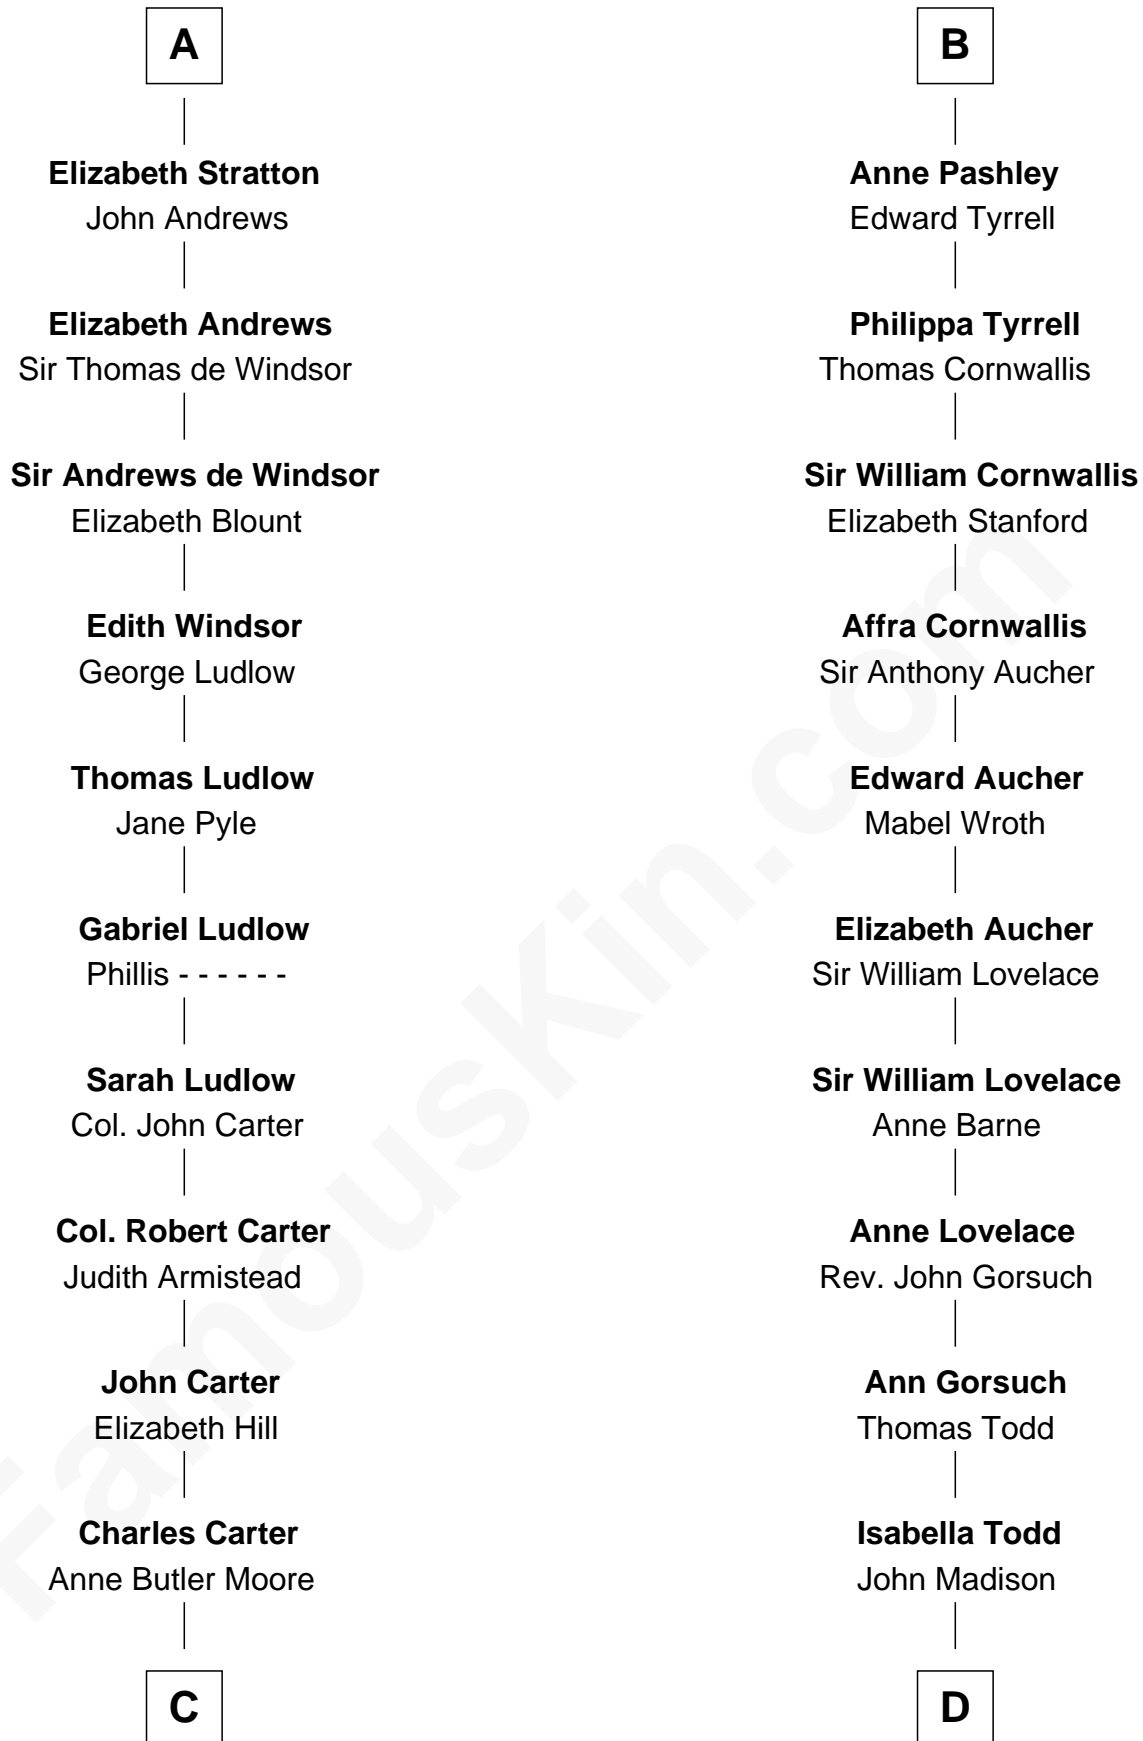 A
Elizabeth Stratton
John Andrews
Elizabeth Andrews
Sir Thomas de Windsor
Sir Andrews de Windsor
Elizabeth Blount
Edith Windsor
George Ludlow
Thomas Ludlow
Jane Pyle
Gabriel Ludlow
Phillis - - - - - -
Sarah Ludlow
Col. John Carter
Col. Robert Carter
Judith Armistead
John Carter
Elizabeth Hill
Charles Carter
Anne Butler Moore
C
B
Anne Pashley
Edward Tyrrell
Philippa Tyrrell
Thomas Cornwallis
Sir William Cornwallis
Elizabeth Stanford
Affra Cornwallis
Sir Anthony Aucher
Edward Aucher
Mabel Wroth
Elizabeth Aucher
Sir William Lovelace
Sir William Lovelace
Anne Barne
Anne Lovelace
Rev. John Gorsuch
Ann Gorsuch
Thomas Todd
Isabella Todd
John Madison
D
FamousKin.com